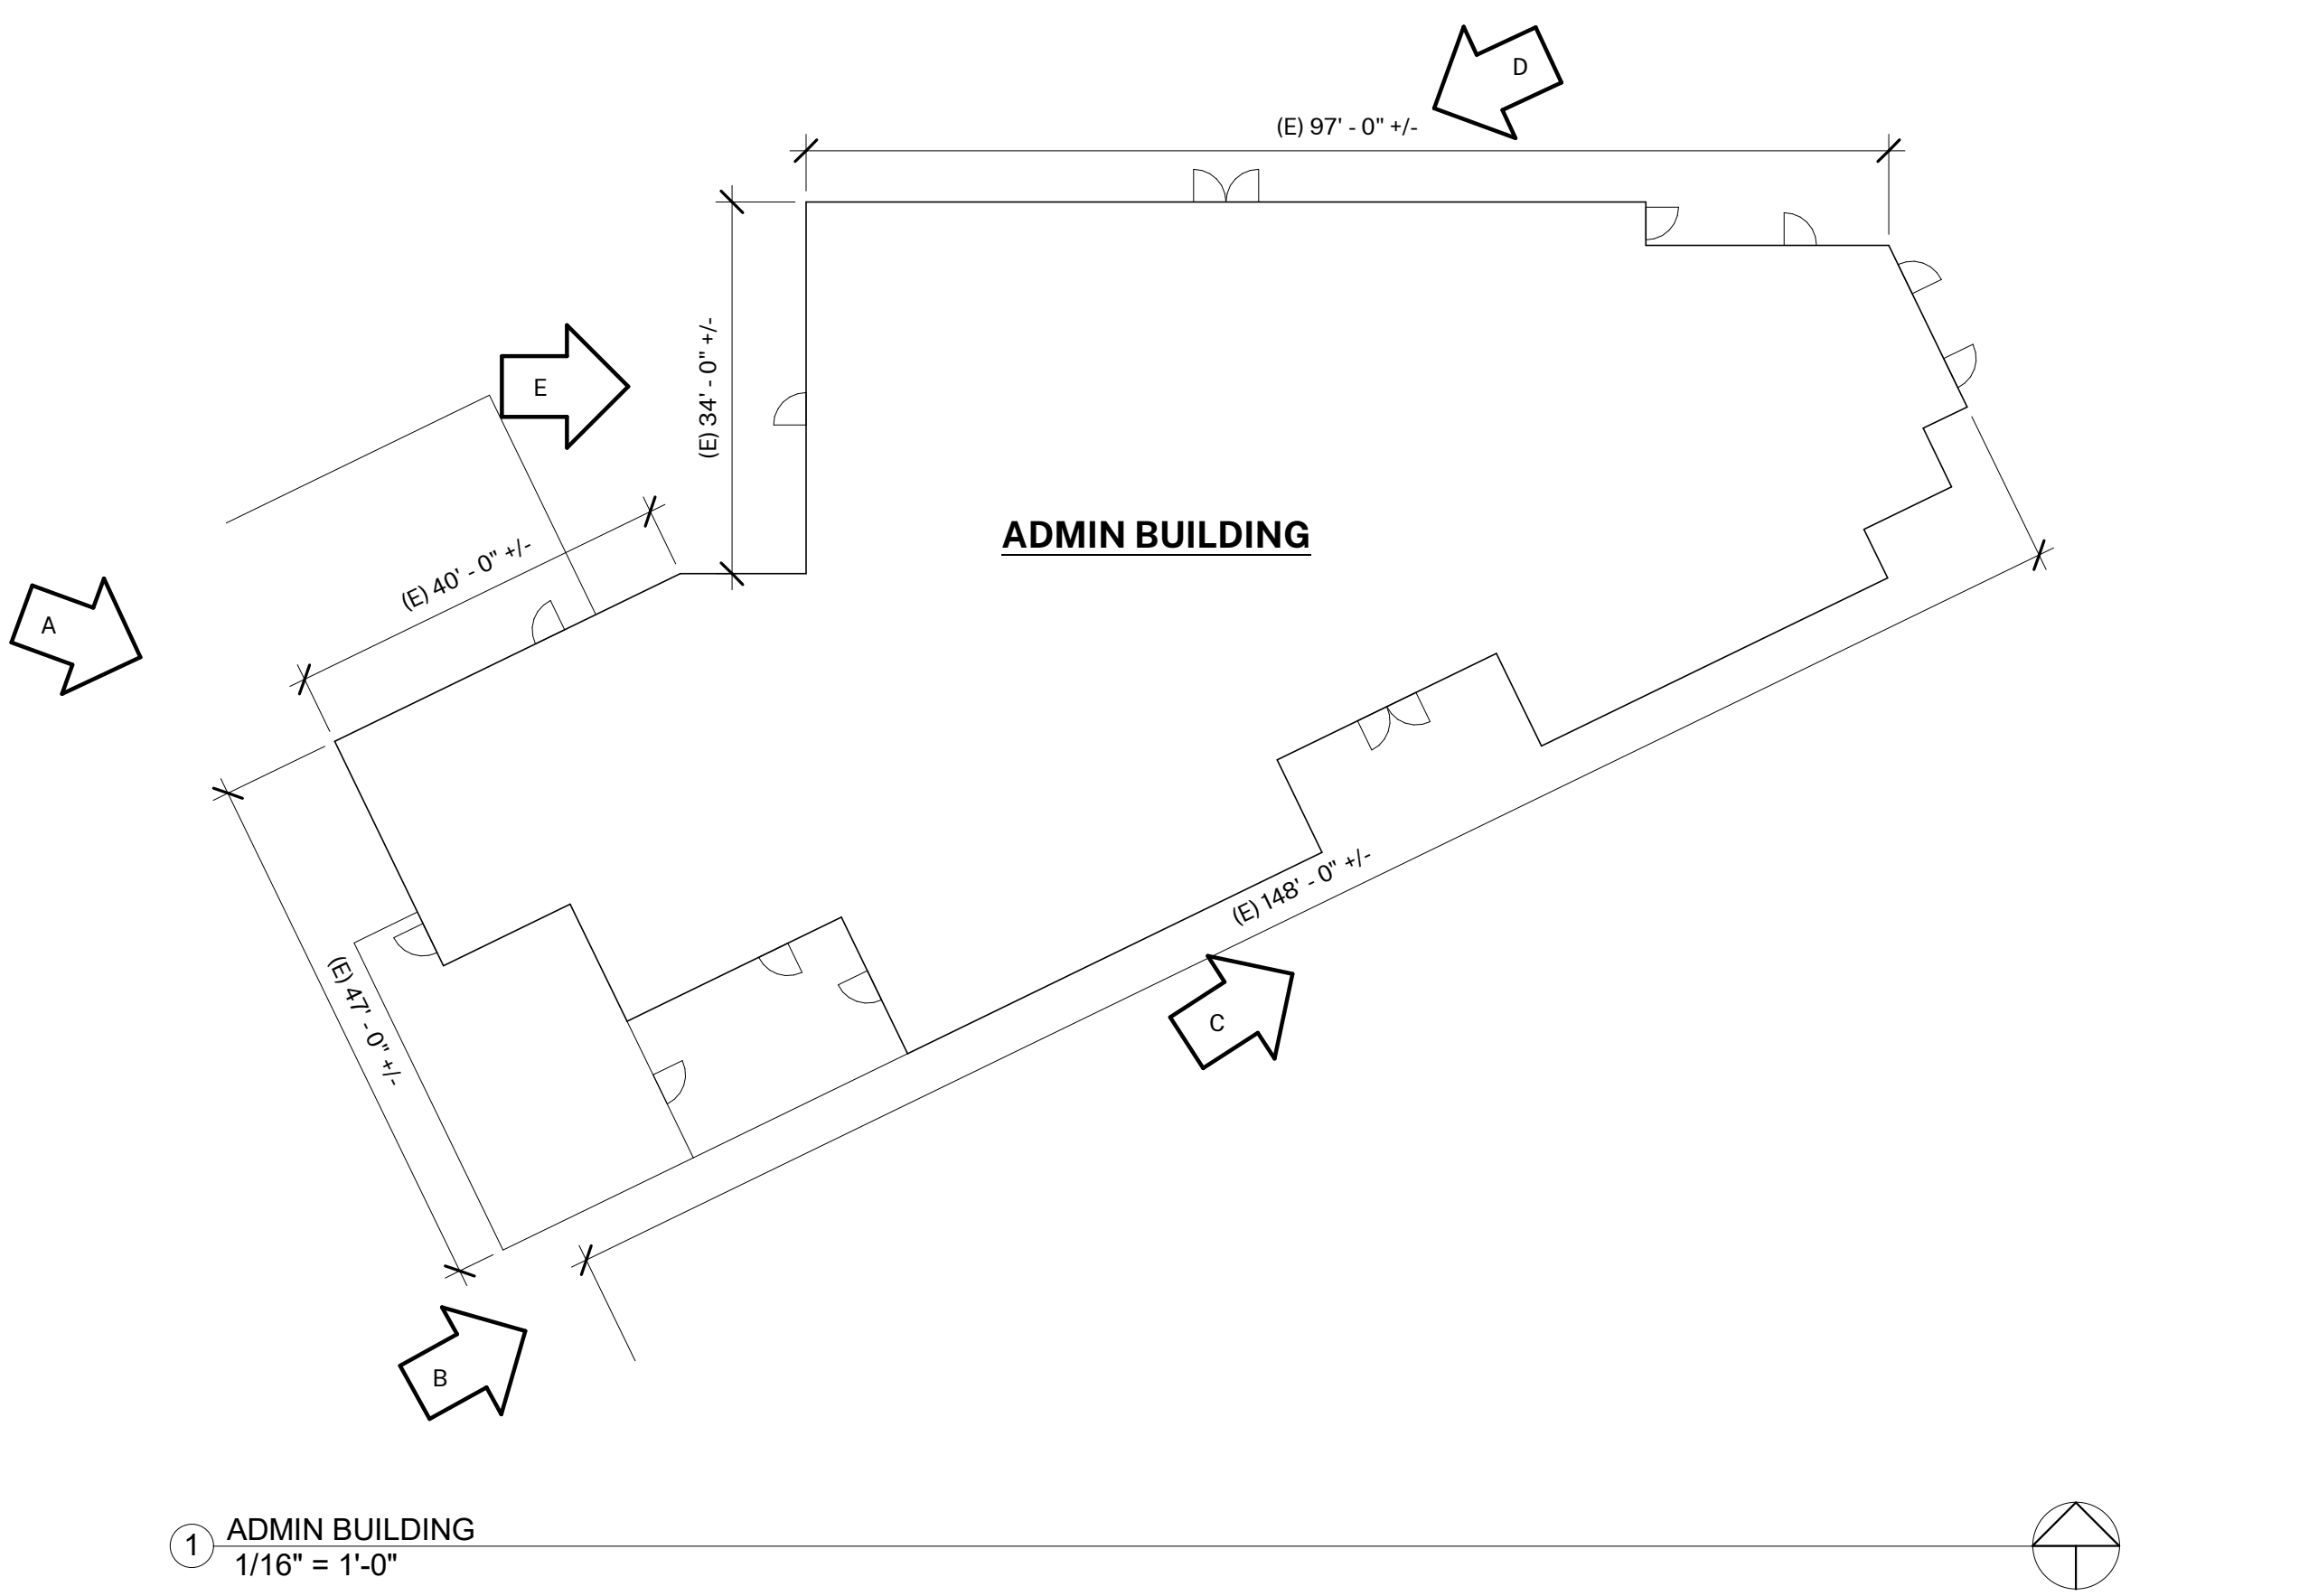 D
(E) 97' - 0" +/-
(E) 34' - 0" +/-
E
ADMIN BUILDING
(E) 40' - 0" +/-
A
(E) 148' - 0" +/-
(E) 47' - 0" +/-
C
B
1 ADMIN BUILDING
1/16" = 1'-0"